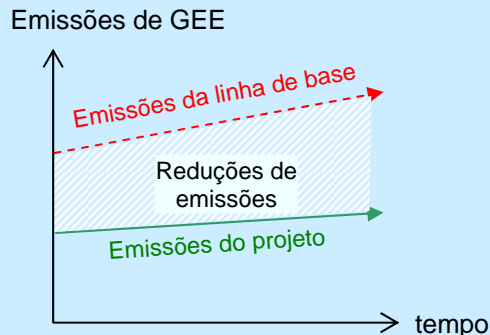 Emissões de GEE
Emissões da linha de base
Reduções de
emissões
Emissões do projeto
tempo